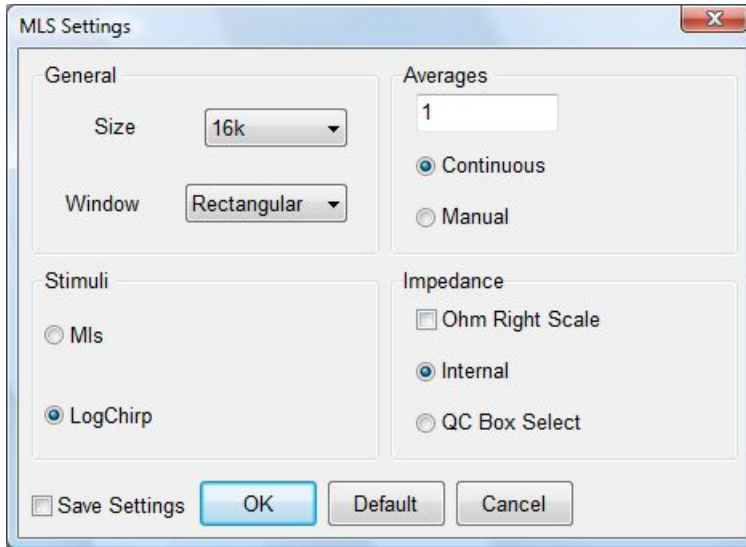 MLS Settings
General
Size 16k
Window Rectangular
Averages
1
Continuous
Manual
Stimuli
Mls
LogChirp
Impedance
Ohm Right Scale
Internal
QC Box Select
Save Settings OK Default Cancel